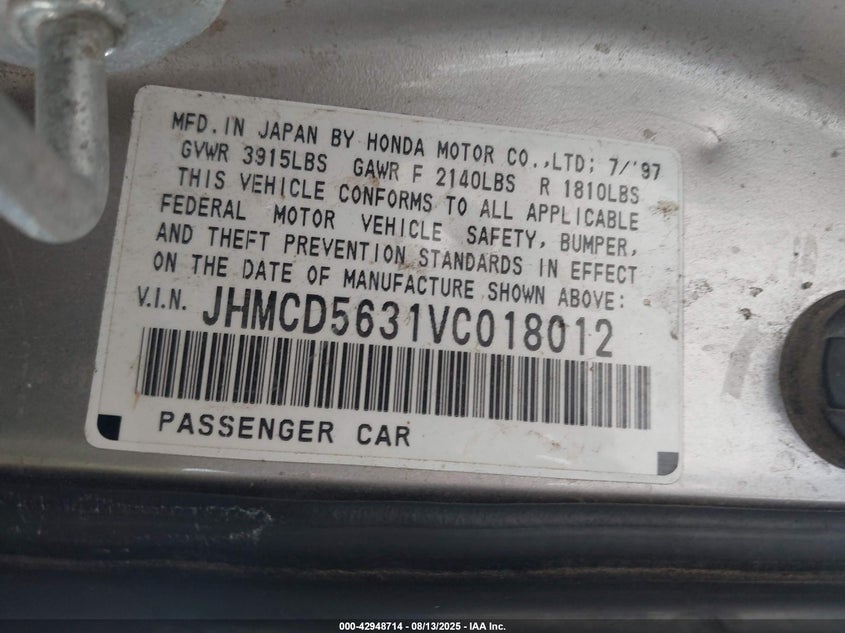 MFD. IN JAPAN BY HONDA MOTOR CO.,LTD; 7/'97
GVWR 3915LBS GAWR F 2140LBS R 1810LBS
THIS VEHICLE CONFORMS TO ALL APPLICABLE
FEDERAL MOTOR VEHICLE SAFETY, BUMPER,
AND THEFT PREVENTION STANDARDS IN EFFECT
ON THE DATE OF MANUFACTURE SHOWN ABOVE:
V.I.N. JHMCD5631VC018012
PASSENGER CAR
000-42948714 - 08/13/2025 - IAA Inc.